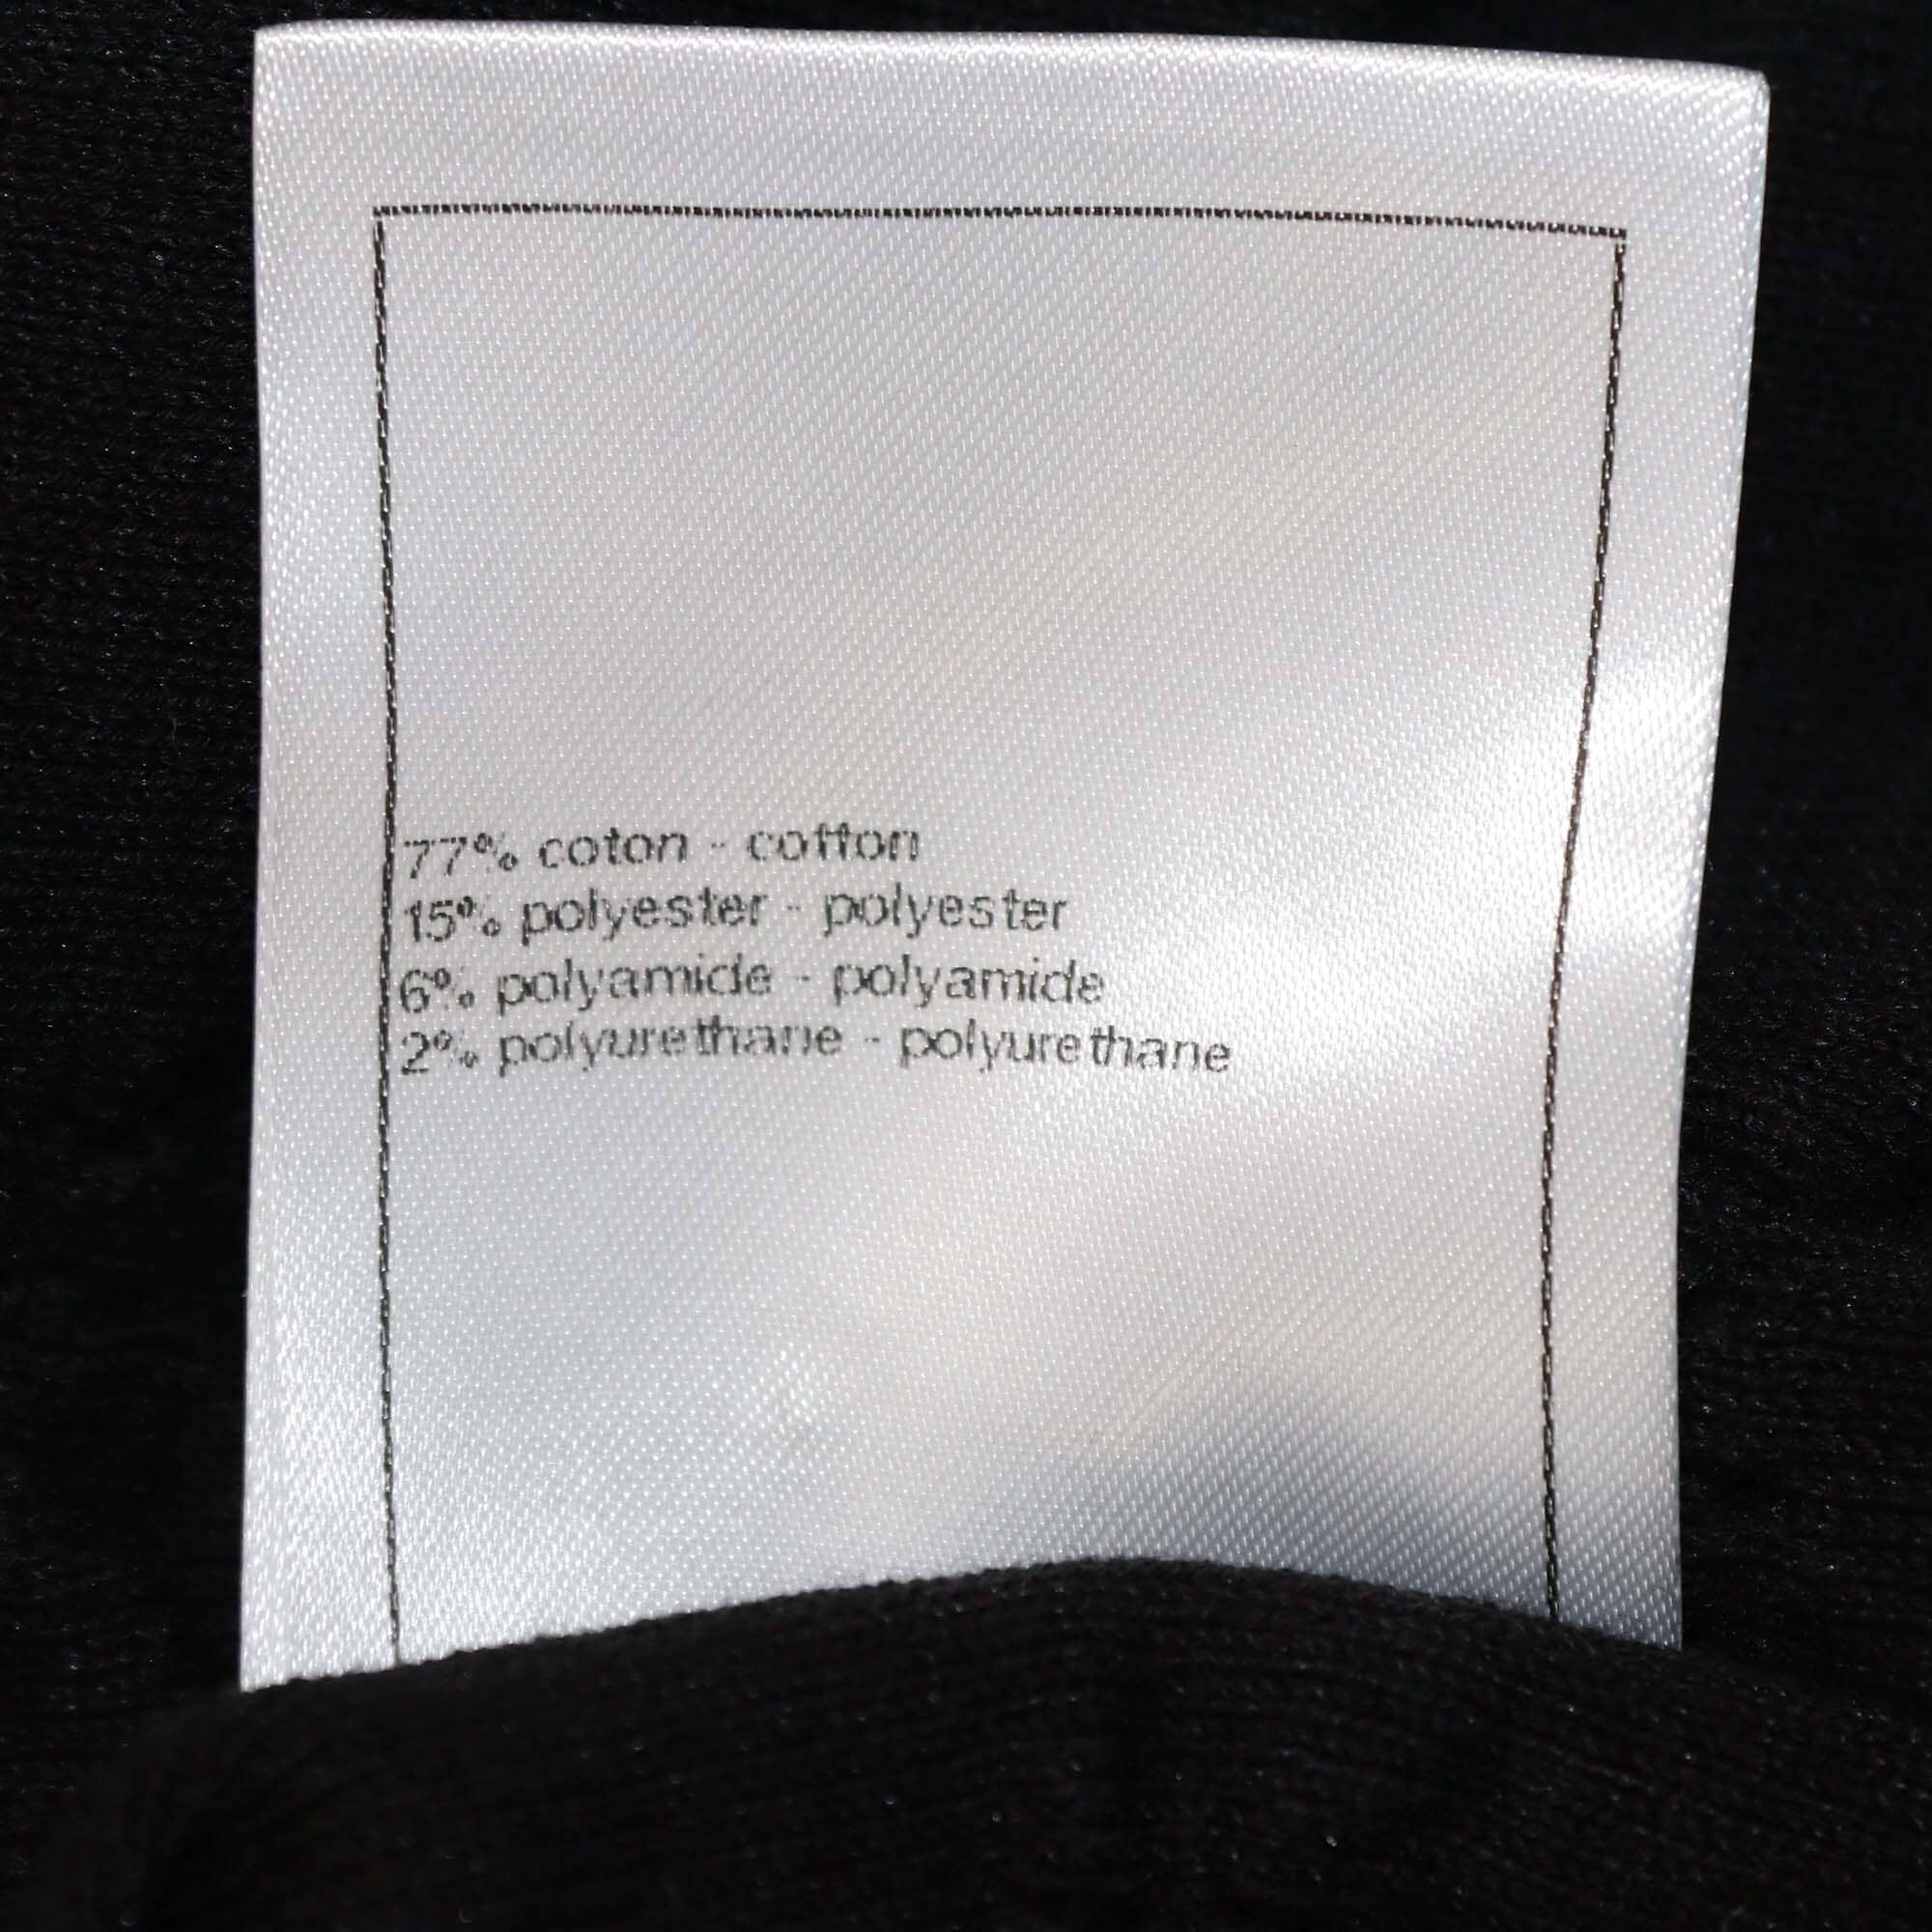 77% coton - cotton
15% polyester - polyester
6% polyamide - polyamide
2% polyurethane - polyurethane